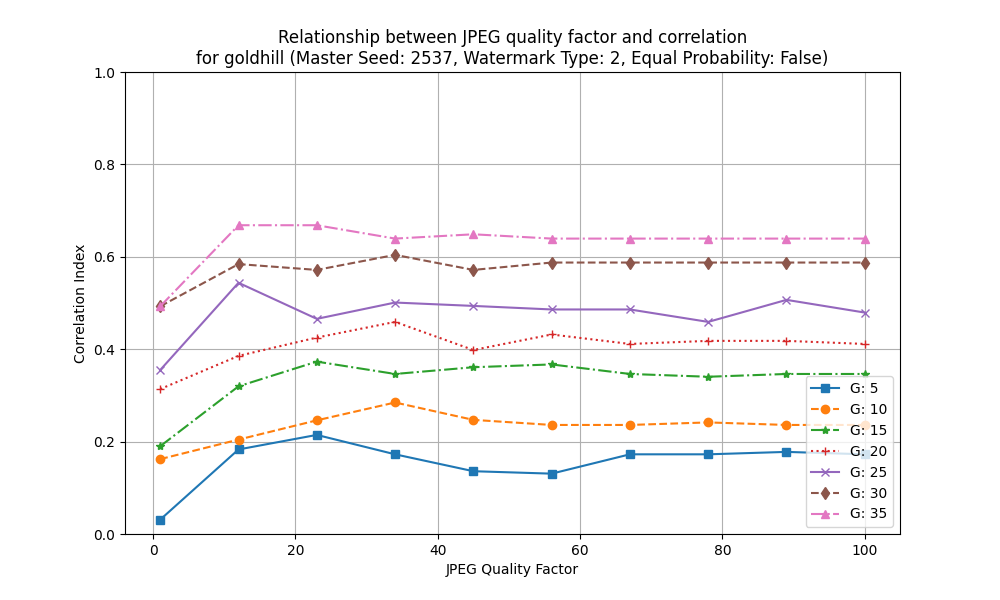 Relationship between JPEG quality factor and correlation
for goldhill (Master Seed: 2537, Watermark Type: 2, Equal Probability: False)
1.0
0.8
0.6
0.4
0.2
0.0
Correlation Index
0
20
40
60
80
100
JPEG Quality Factor
G: 5
G: 10
G: 15
G: 20
G: 25
G: 30
G: 35